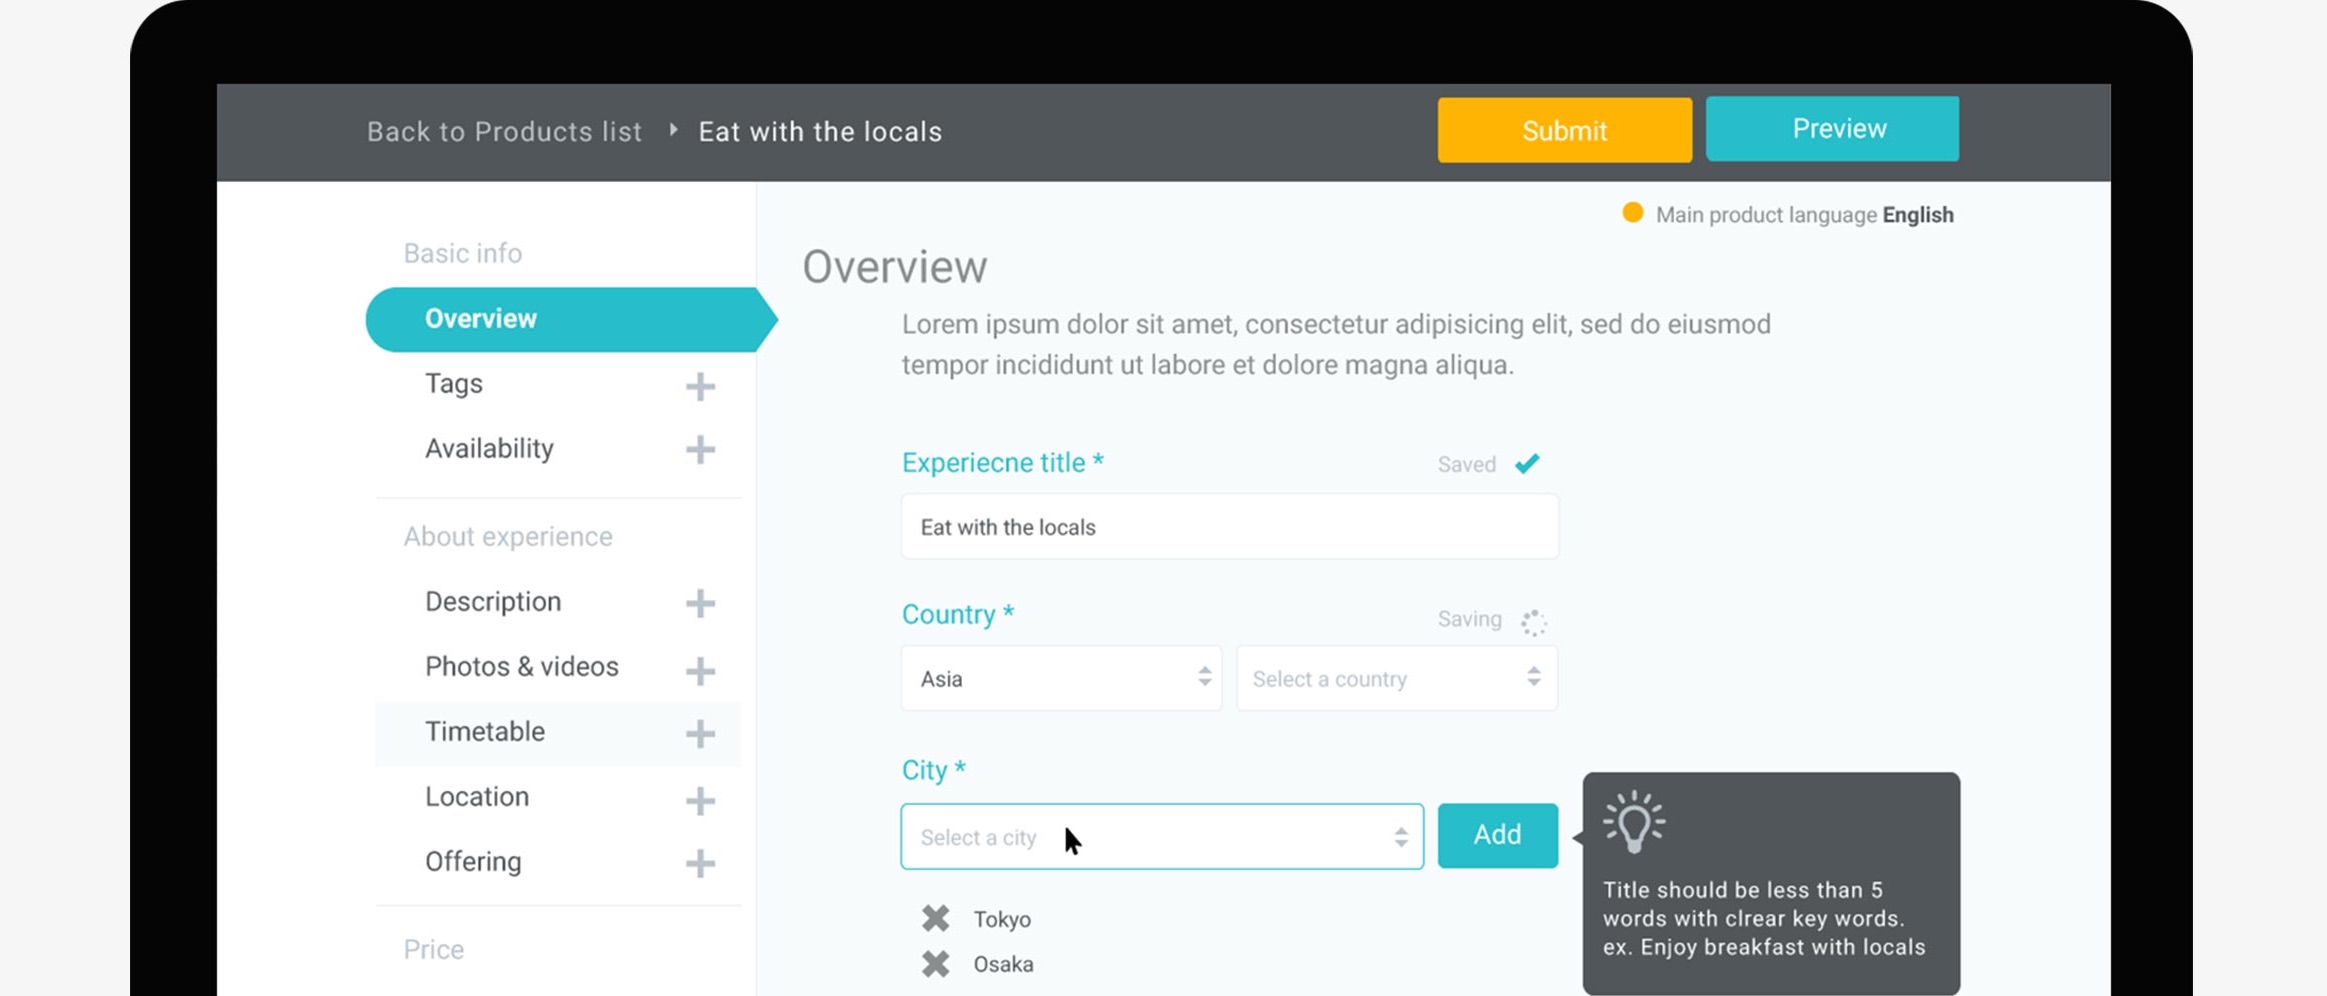 Back to Products list Eat with the locals
Submit
Preview
Main product language English
Basic info
Overview
Tags
Availability
About experience
Description
Photos & videos
Timetable
Location
Offering
Price
Overview
Lorem ipsum dolor sit amet, consectetur adipisicing elit, sed do eiusmod
tempor incididunt ut labore et dolore magna aliqua.
Experiecne title *
Saved
Eat with the locals
Country *
Saving
Asia
Select a country
City *
Select a city
Add
Tokyo
Osaka
Title should be less than 5
words with clrear key words.
ex. Enjoy breakfast with locals